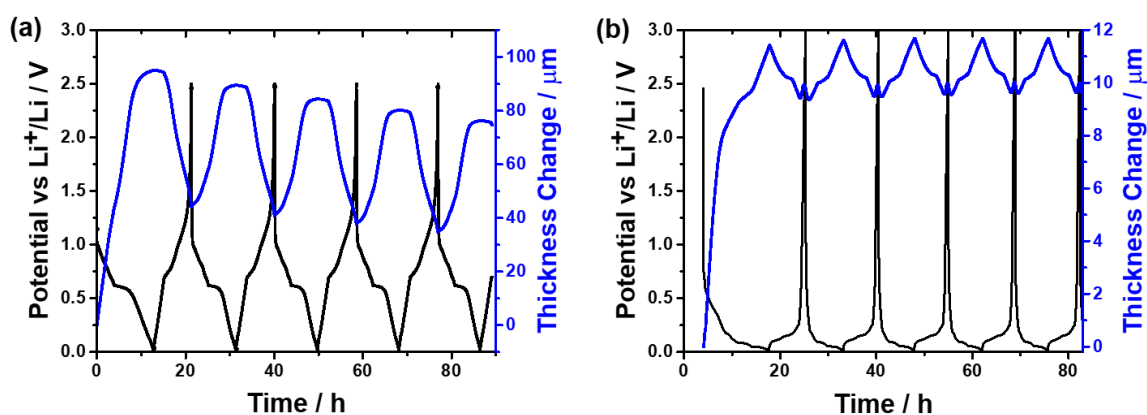 (a)
Potential vs Li⁺/Li / V
3.0
2.5
2.0
1.5
1.0
0.5
0.0
0 20 40 60 80
Time / h
100
80
60
40
20
0
Thickness Change / μm
(b)
Potential vs Li⁺/Li / V
3.0
2.5
2.0
1.5
1.0
0.5
0.0
0 20 40 60 80
Time / h
12
10
8
6
4
2
0
Thickness Change / μm